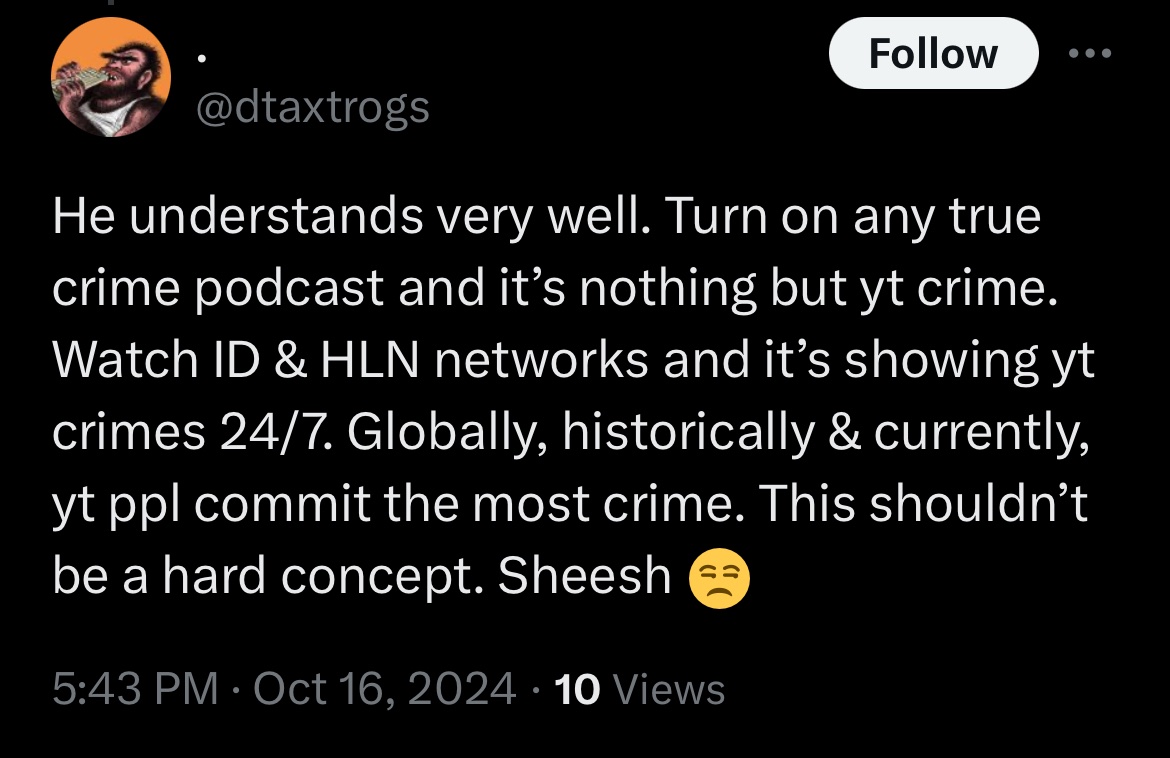 .
Follow
@dtaxtrogs
He understands very well. Turn on any true
crime podcast and it’s nothing but yt crime.
Watch ID & HLN networks and it’s showing yt
crimes 24/7. Globally, historically & currently,
yt ppl commit the most crime. This shouldn’t
be a hard concept. Sheesh 😒
5:43 PM · Oct 16, 2024 · 10 Views